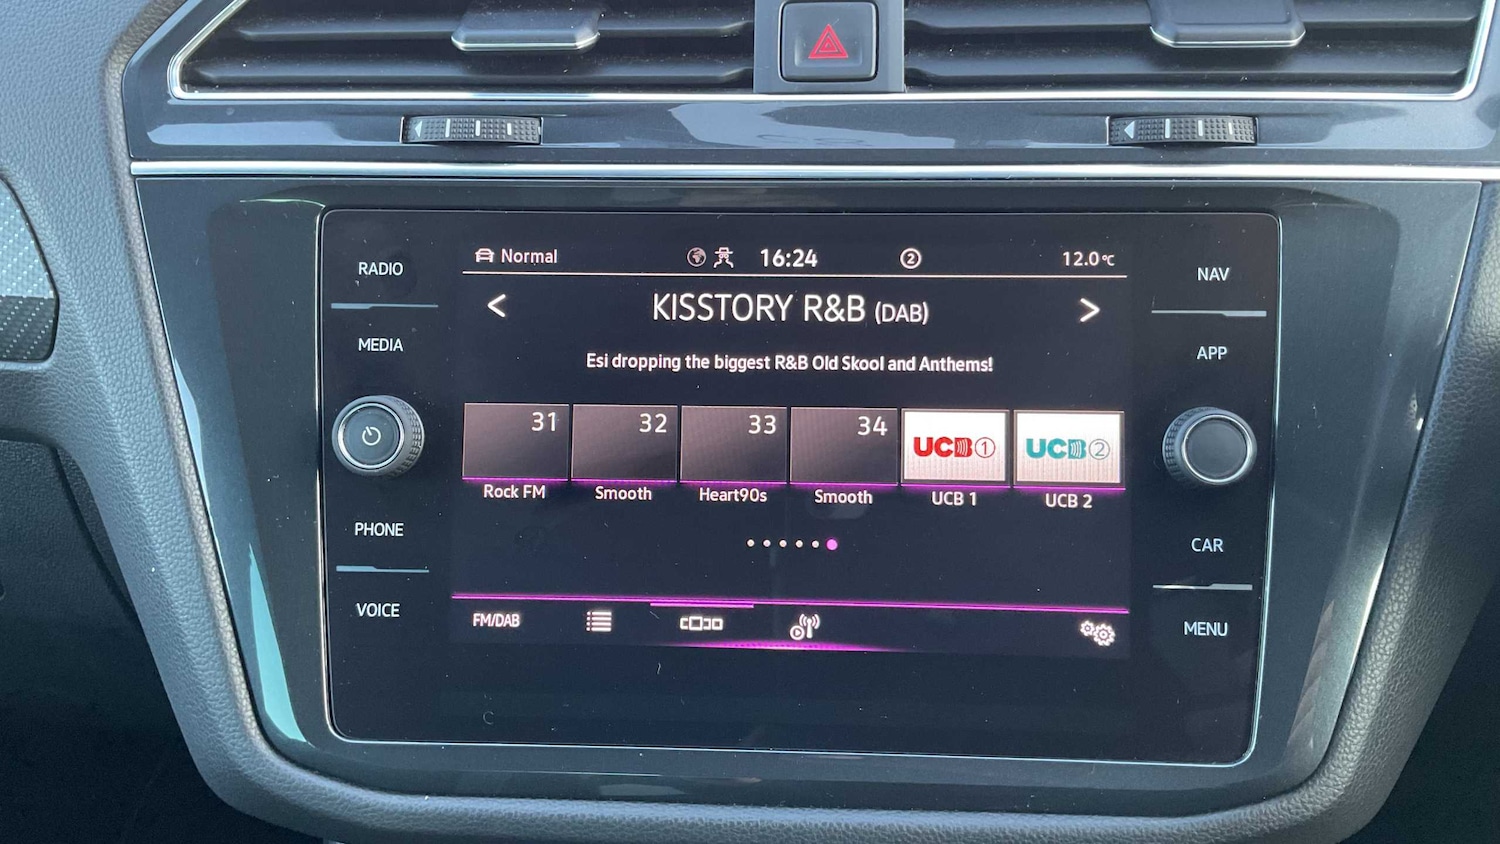 RADIO
MEDIA
PHONE
VOICE
Normal
16:24
2
12.0°C
< KISSTORY R&B (DAB) >
Esi dropping the biggest R&B Old Skool and Anthems!
31 32 33 34 UCB 1 UCB 2
Rock FM Smooth Heart90s Smooth UCB 1 UCB 2
FM/DAB
NAV
APP
CAR
MENU